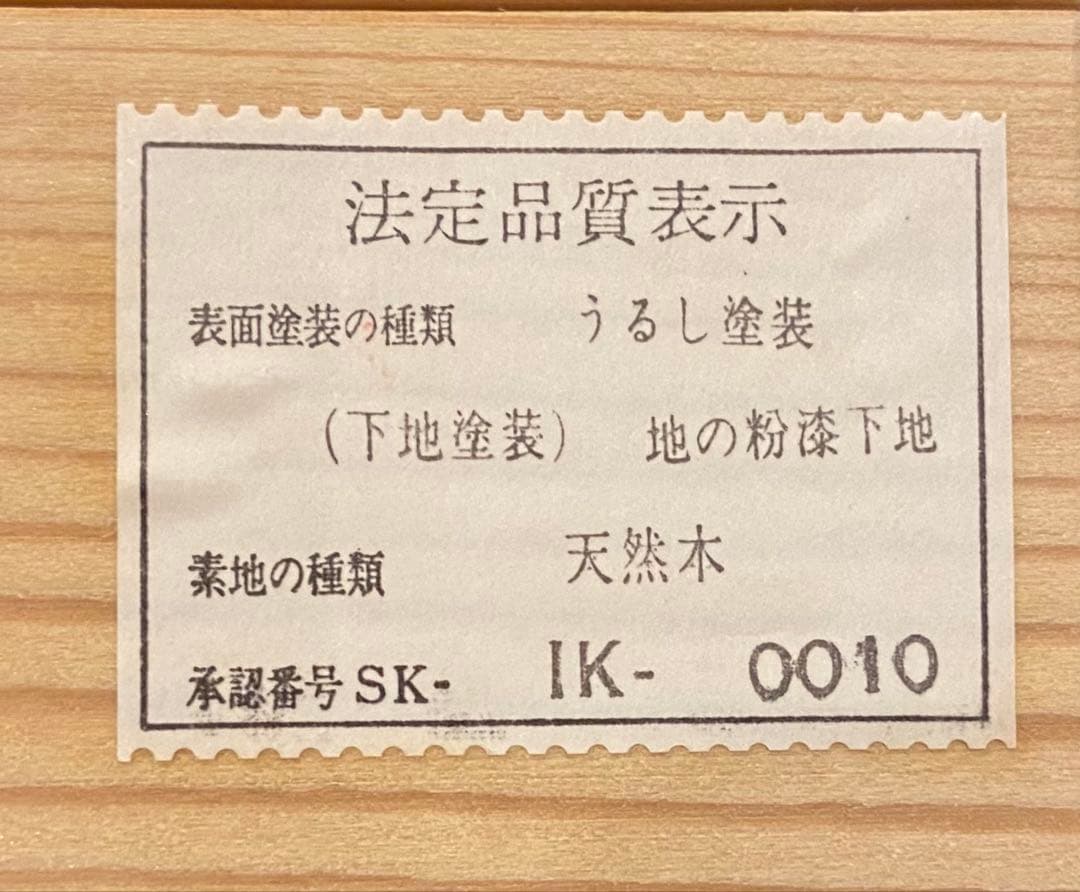 法定品質表示
表面塗装の種類 うるし塗装
(下地塗装) 地の粉漆下地
素地の種類 天然木
承認番号SK- IK- 0010